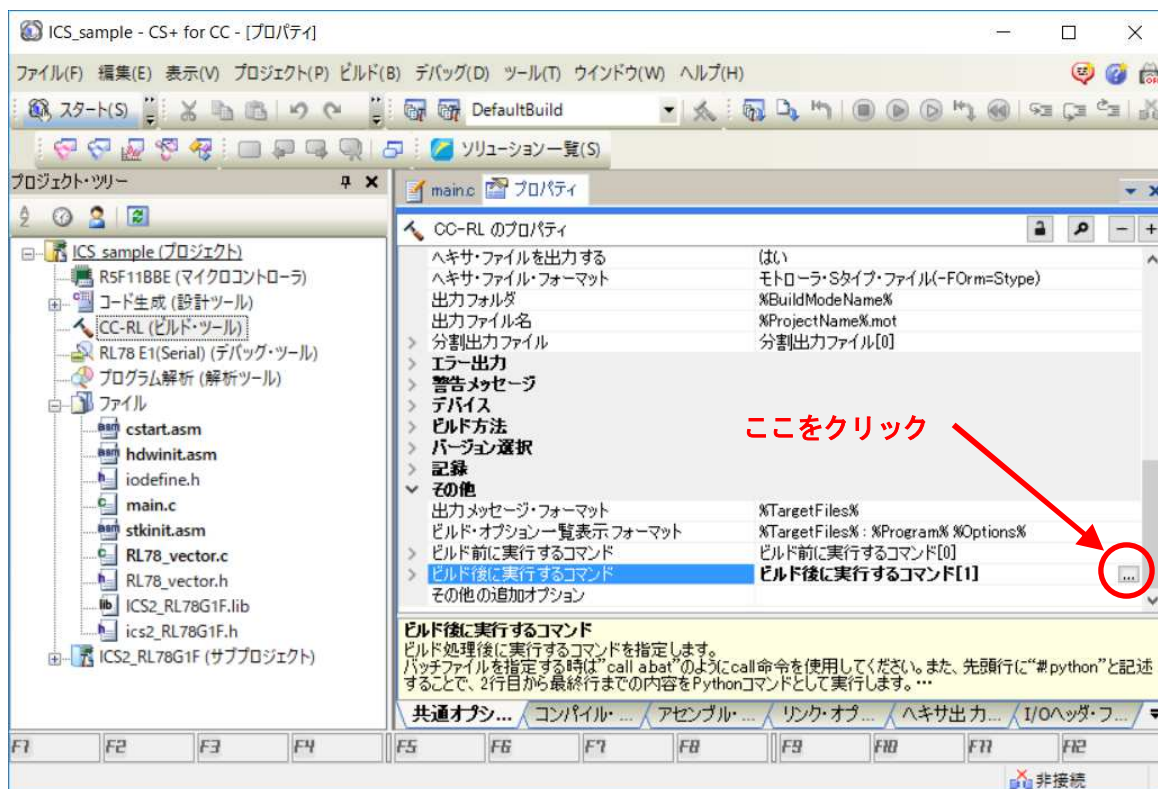 ICS_sample - CS+ for CC - [プロパティ]
ファイル(F) 編集(E) 表示(V) プロジェクト(P) ビルド(B) デバッグ(D) ツール(T) ウインドウ(W) ヘルプ(H)
スタート(S) DefaultBuild
ソリューション一覧(S)
プロジェクト・ツリー
ICS_sample (プロジェクト)
R5F11BBE (マイクロコントローラ)
コード生成 (設計ツール)
CC-RL (ビルド・ツール)
RL78 E1(Serial) (デバッグ・ツール)
プログラム解析 (解析ツール)
ファイル
cstart.asm
hdwinit.asm
iodefine.h
main.c
stkinit.asm
RL78_vector.c
RL78_vector.h
ICS2_RL78G1F.lib
ics2_RL78G1F.h
ICS2_RL78G1F (サブプロジェクト)
main.c プロパティ
CC-RL のプロパティ
ヘキサ・ファイルを出力する はい
ヘキサ・ファイル・フォーマット モトローラ・Sタイプ・ファイル(-FOrm=Stype)
出力フォルダ %BuildModeName%
出力ファイル名 %ProjectName%.mot
分割出力ファイル 分割出力ファイル[0]
エラー出力
警告メッセージ
デバイス
ビルド方法
バージョン選択
記録
その他
出力メッセージ・フォーマット %TargetFiles%
ビルド・オプション一覧表示フォーマット %TargetFiles% : %Program% %Options%
ビルド前に実行するコマンド ビルド前に実行するコマンド[0]
ビルド後に実行するコマンド ビルド後に実行するコマンド[1] ...
その他の追加オプション
ここをクリック
ビルド後に実行するコマンド
ビルド処理後に実行するコマンドを指定します。
バッチファイルを指定する時は"call a.bat"のようにcall命令を使用してください。また、先頭行に"#!python"と記述
することで、2行目から最終行までの内容をPythonコマンドとして実行します。…
共通オプシ... コンパイル・... アセンブル・... リンク・オプ... ヘキサ出力... I/Oヘッダ・フ...
F1 F2 F3 F4 F5 F6 F7 F8 F9 F10 F11 F12
非接続